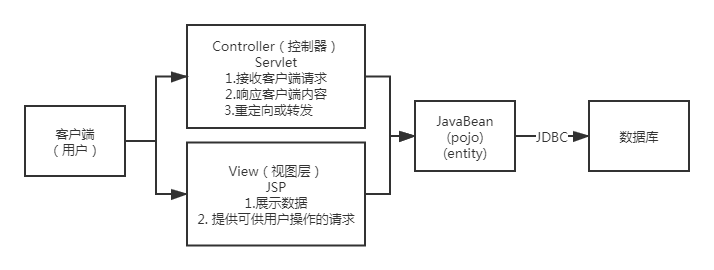 客户端
（用户）
Controller（控制器）
Servlet
1.接收客户端请求
2.响应客户端内容
3.重定向或转发
View（视图层）
JSP
1.展示数据
2. 提供可供用户操作的请求
JavaBean
(pojo)
(entity)
JDBC
数据库